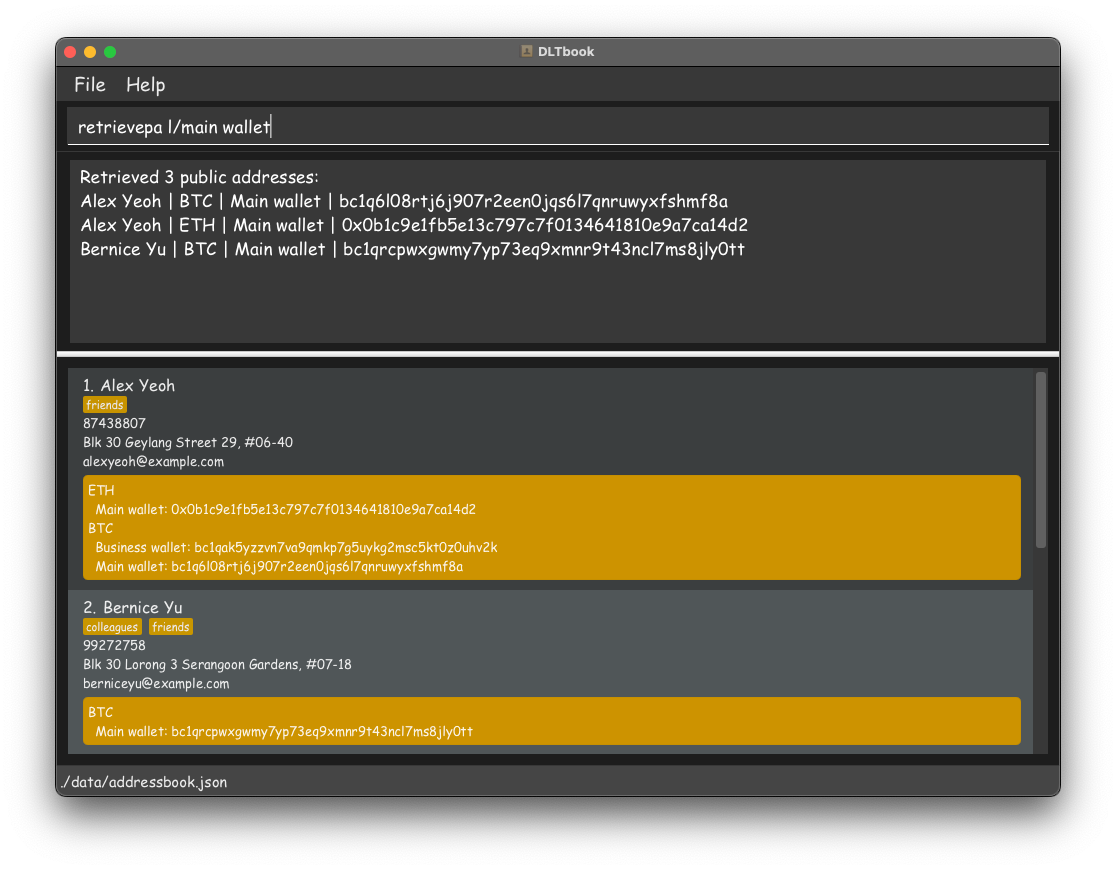 DLTbook
File Help
retrievepa l/main wallet
Retrieved 3 public addresses:
Alex Yeoh | BTC | Main wallet | bc1q6l08rtj6j907r2een0jqs6l7qnruwyxfshmf8a
Alex Yeoh | ETH | Main wallet | 0x0b1c9e1fb5e13c797c7f0134641810e9a7ca14d2
Bernice Yu | BTC | Main wallet | bc1qrcpwxgwmy7yp73eq9xmnr9t43ncl7ms8jly0tt
1. Alex Yeoh
friends
87438807
Blk 30 Geylang Street 29, #06-40
alexyeoh@example.com
ETH
Main wallet: 0x0b1c9e1fb5e13c797c7f0134641810e9a7ca14d2
BTC
Business wallet: bc1qak5yzzvn7va9qmkp7g5uykg2msc5kt0z0uhv2k
Main wallet: bc1q6l08rtj6j907r2een0jqs6l7qnruwyxfshmf8a
2. Bernice Yu
colleagues friends
99272758
Blk 30 Lorong 3 Serangoon Gardens, #07-18
berniceyu@example.com
BTC
Main wallet: bc1qrcpwxgwmy7yp73eq9xmnr9t43ncl7ms8jly0tt
./data/addressbook.json